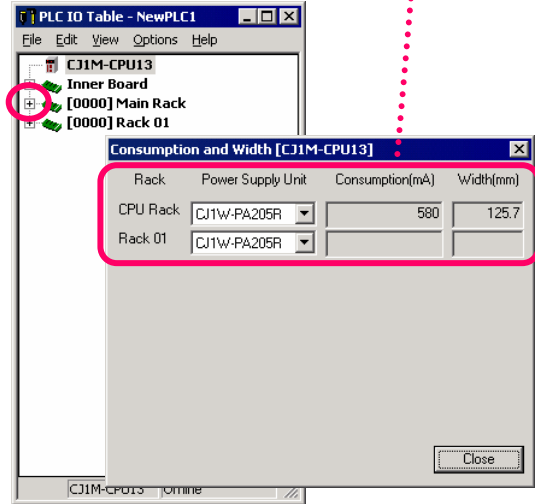 PLC IO Table - NewPLC1
File Edit View Options Help
CJ1M-CPU13
Inner Board
[0000] Main Rack
[0000] Rack 01
Consumption and Width [CJ1M-CPU13]
Rack Power Supply Unit Consumption(mA) Width(mm)
CPU Rack CJ1W-PA205R 580 125.7
Rack 01 CJ1W-PA205R
Close
CJ1M-CPU13 Offline